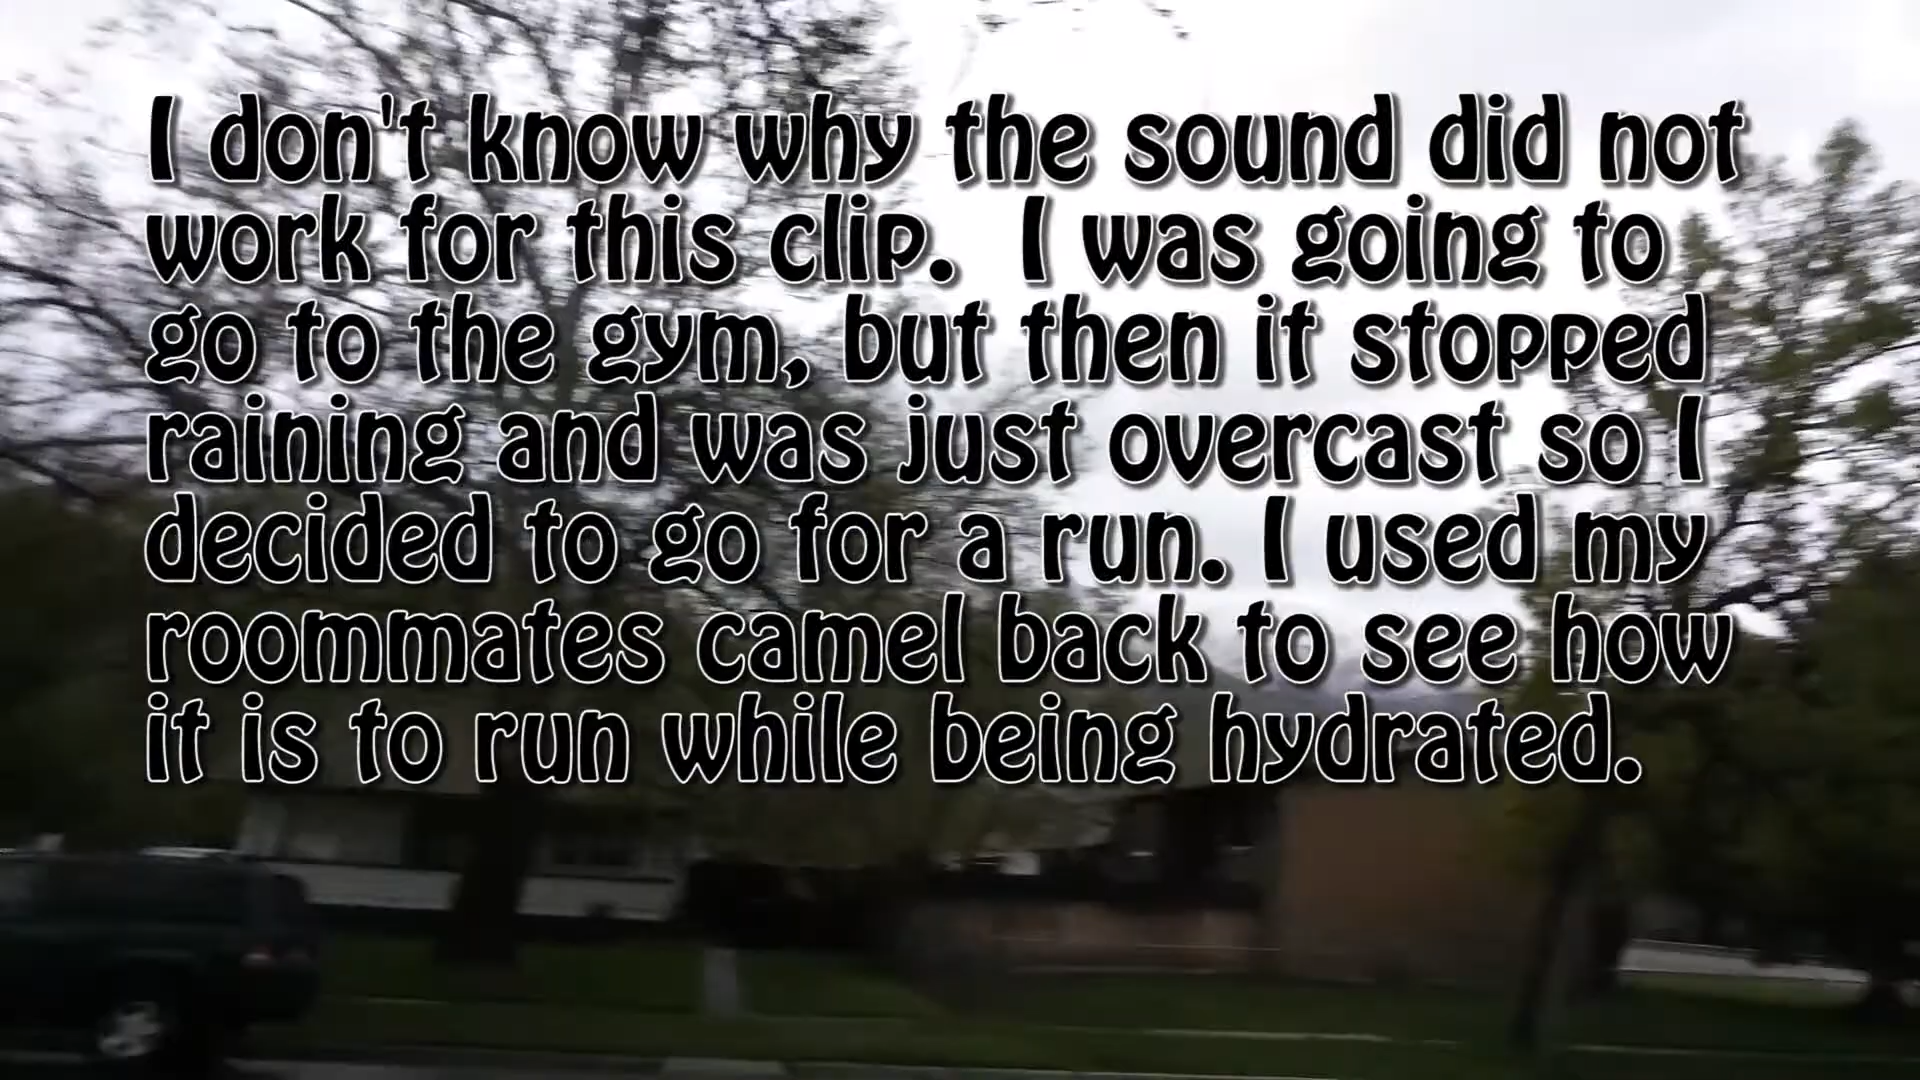 I don't know why the sound did not
work for this clip.  I was going to
go to the gym, but then it stopped
raining and was just overcast so I
decided to go for a run. I used my
roommates camel back to see how
it is to run while being hydrated.